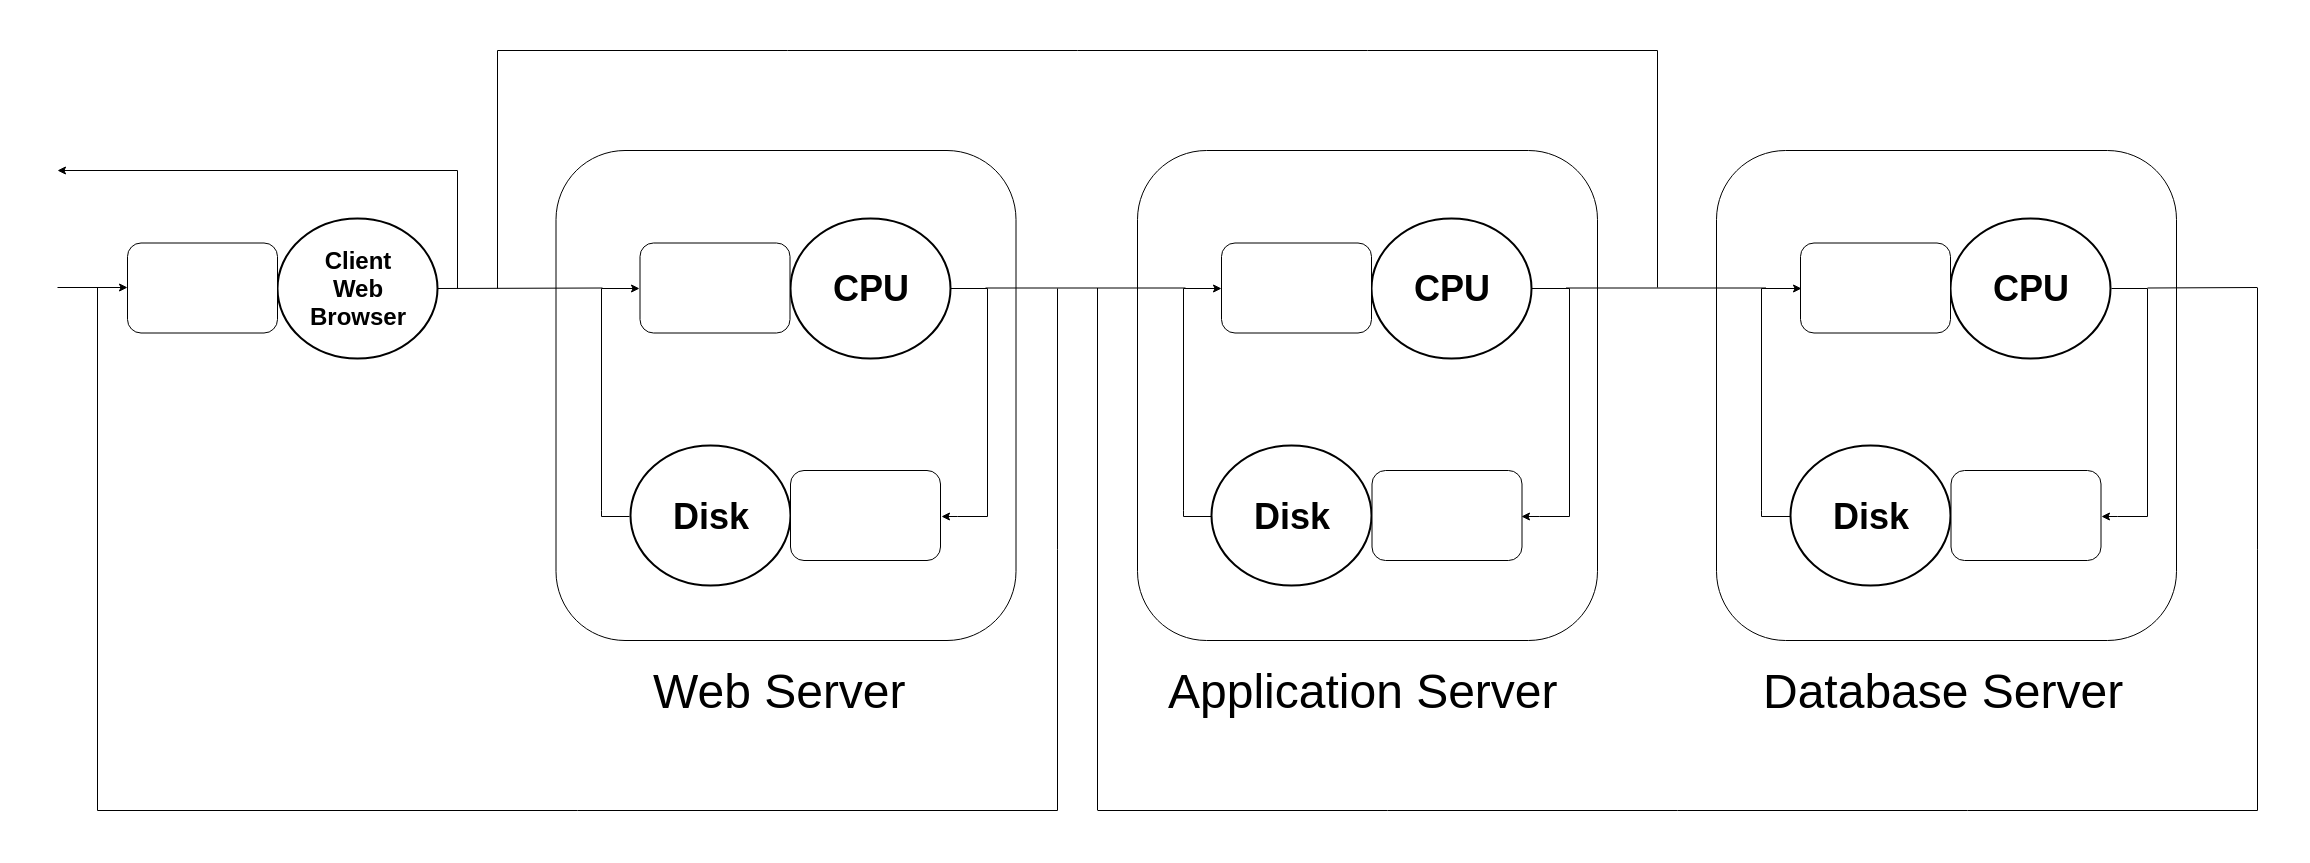 Client
Web
Browser
CPU
CPU
CPU
Disk
Disk
Disk
Web Server
Application Server
Database Server